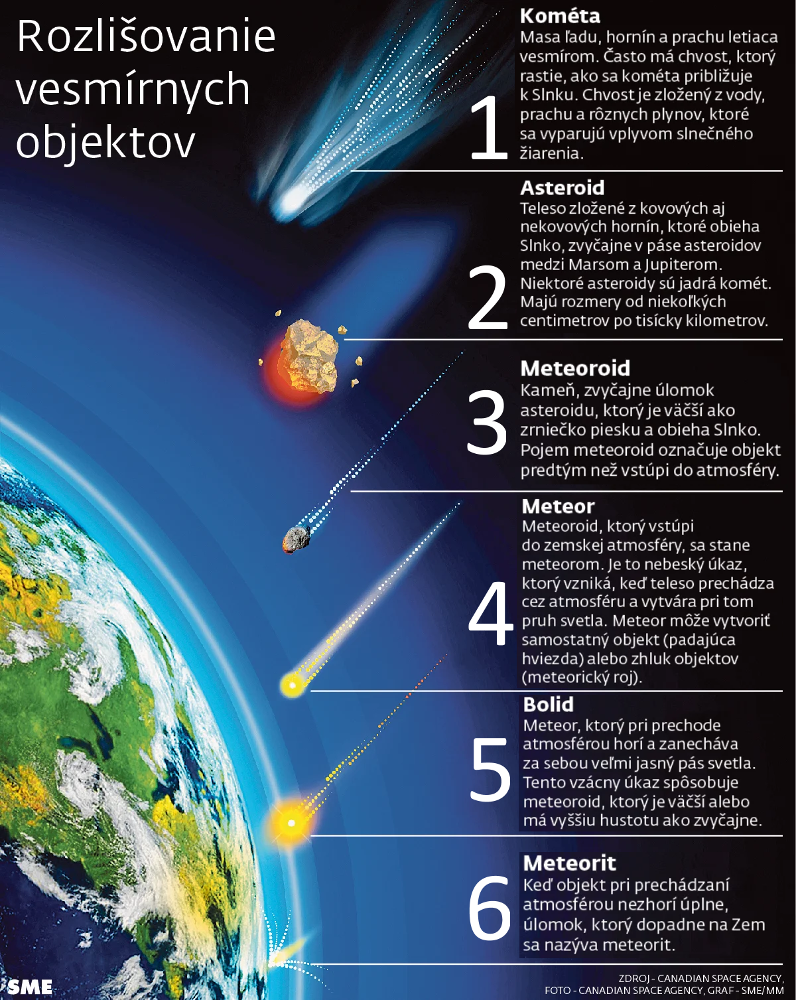 Rozlišovanie
vesmírnych
objektov
1
Kométa
Masa ľadu, hornín a prachu letiaca
vesmírom. Často má chvost, ktorý
rastie, ako sa kométa približuje
k Slnku. Chvost je zložený z vody,
prachu a rôznych plynov, ktoré
sa vyparujú vplyvom slnečného
žiarenia.
2
Asteroid
Teleso zložené z kovových aj
nekovových hornín, ktoré obieha
Slnko, zvyčajne v páse asteroidov
medzi Marsom a Jupiterom.
Niektoré asteroidy sú jadrá komét.
Majú rozmery od niekoľkých
centimetrov po tisícky kilometrov.
3
Meteoroid
Kameň, zvyčajne úlomok
asteroidu, ktorý je väčší ako
zrniečko piesku a obieha Slnko.
Pojem meteoroid označuje objekt
predtým než vstúpi do atmosféry.
4
Meteor
Meteoroid, ktorý vstúpi
do zemskej atmosféry, sa stane
meteorom. Je to nebeský úkaz,
ktorý vzniká, keď teleso prechádza
cez atmosféru a vytvára pri tom
pruh svetla. Meteor môže vytvoriť
samostatný objekt (padajúca
hviezda) alebo zhluk objektov
(meteorický roj).
5
Bolid
Meteor, ktorý pri prechode
atmosférou horí a zanecháva
za sebou veľmi jasný pás svetla.
Tento vzácny úkaz spôsobuje
meteoroid, ktorý je väčší alebo
má vyššiu hustotu ako zvyčajne.
6
Meteorit
Keď objekt pri prechádzaní
atmosférou nezhorí úplne,
úlomok, ktorý dopadne na Zem
sa nazýva meteorit.
SME
ZDROJ - CANADIAN SPACE AGENCY,
FOTO - CANADIAN SPACE AGENCY, GRAF - SME/MM